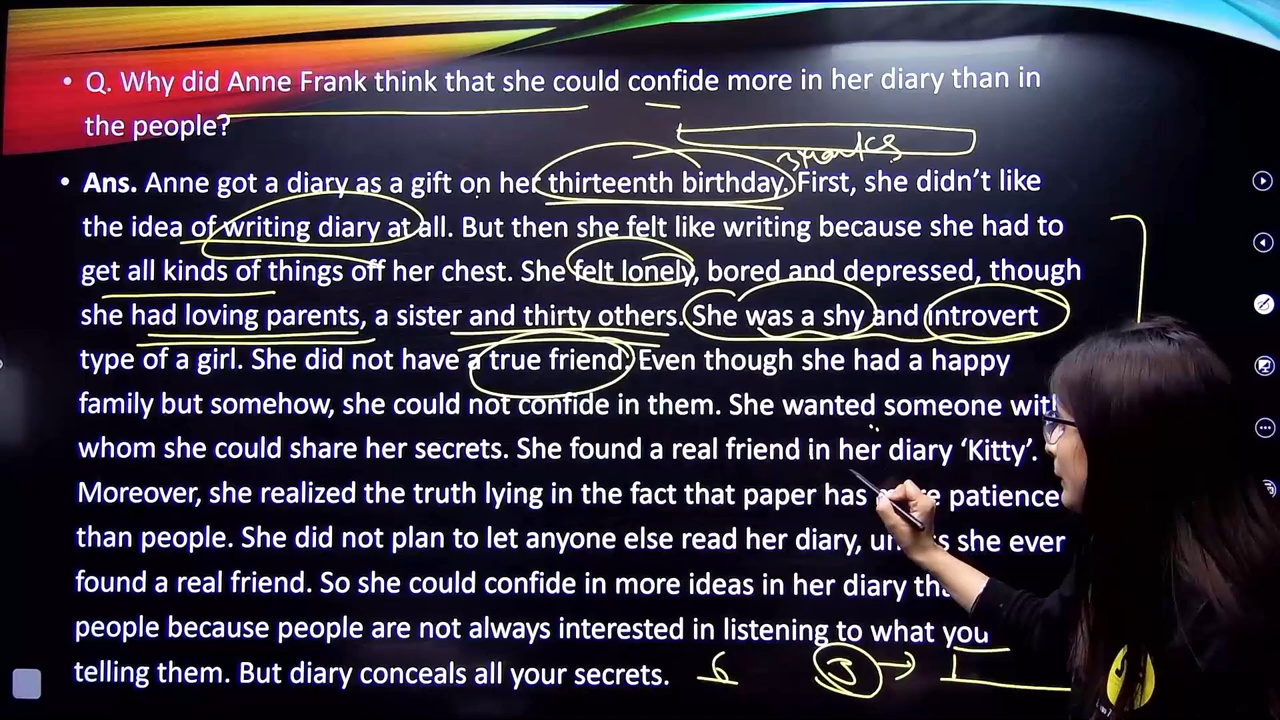 • Q. Why did Anne Frank think that she could confide more in her diary than in
the people?
3 marks
• Ans. Anne got a diary as a gift on her thirteenth birthday. First, she didn't like
the idea of writing diary at all. But then she felt like writing because she had to
get all kinds of things off her chest. She felt lonely, bored and depressed, though
she had loving parents, a sister and thirty others. She was a shy and introvert
type of a girl. She did not have a true friend. Even though she had a happy
family but somehow, she could not confide in them. She wanted someone with
whom she could share her secrets. She found a real friend in her diary 'Kitty'.
Moreover, she realized the truth lying in the fact that paper has more patience
than people. She did not plan to let anyone else read her diary, unless she ever
found a real friend. So she could confide in more ideas in her diary
people because people are not always interested in listening to what you
telling them. But diary conceals all your secrets. 6